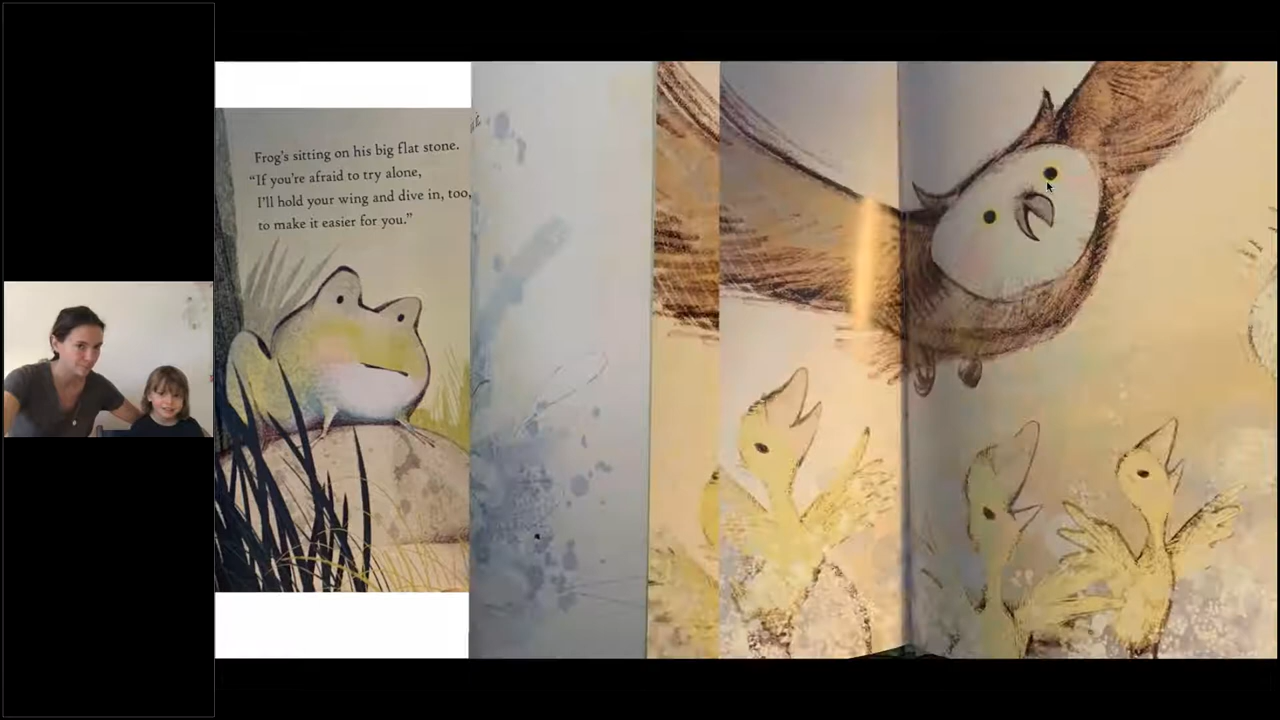 Frog's sitting on his big flat stone.
“If you're afraid to try alone,
I'll hold your wing and dive in, too,
to make it easier for you.”